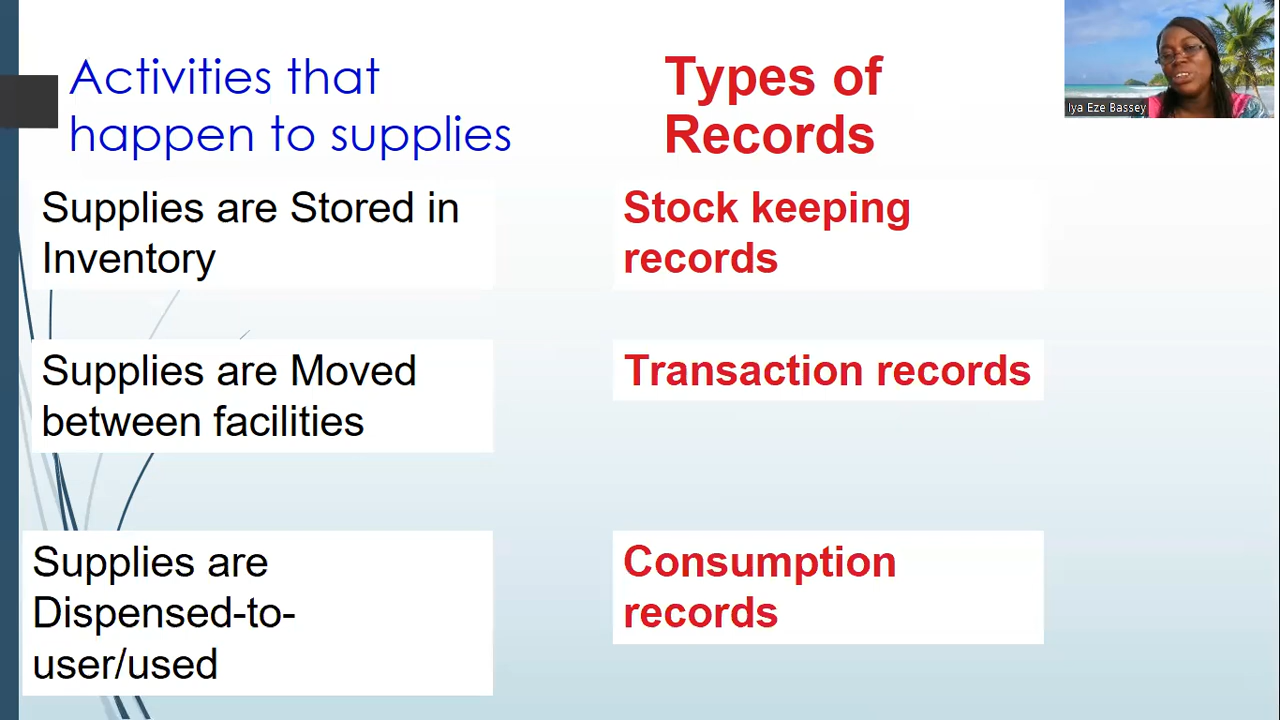 Activities that
happen to supplies
Types of
Records
Iya Eze Bassey
Supplies are Stored in
Inventory
Stock keeping
records
Supplies are Moved
between facilities
Transaction records
Supplies are
Dispensed-to-
user/used
Consumption
records